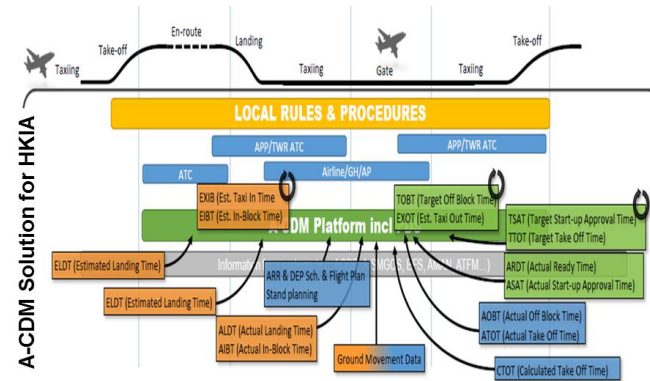 A-CDM Solution for HKIA
Taxiing
Take-off
En-route
Landing
Taxiing
Gate
Taxiing
Take-off
LOCAL RULES & PROCEDURES
APP/TWR ATC
APP/TWR ATC
ATC
Airline/GH/AP
EXIB (Est. Taxi In Time
EIBT (Est. In-Block Time)
TOBT (Target Off Block Time)
EXOT (Est. Taxi Out Time)
TSAT (Target Start-up Approval Time)
TTOT (Target Take Off Time)
A-CDM Platform incl
ELDT (Estimated Landing Time)
Information
ARR & DEP Sch. & Flight Plan
Stand planning
ATFM...)
ARDT (Actual Ready Time)
ASAT (Actual Start-up Approval Time)
ELDT (Estimated Landing Time)
ALDT (Actual Landing Time)
AIBT (Actual In-Block Time)
AOBT (Actual Off Block Time)
ATOT (Actual Take Off Time)
Ground Movement Data
CTOT (Calculated Take Off Time)